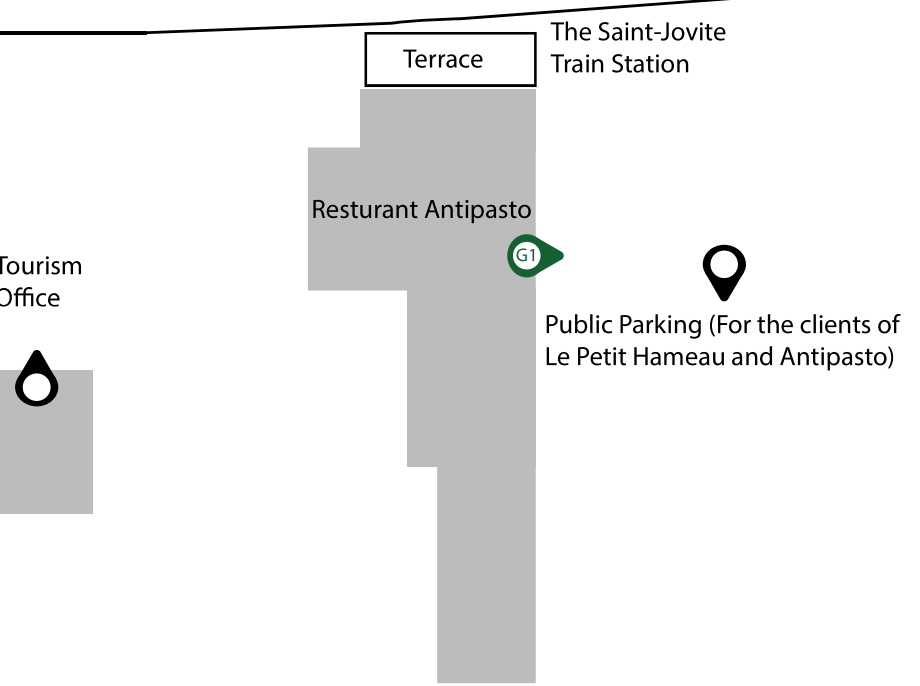 The Saint-Jovite
Train Station
Terrace
Resturant Antipasto
G1
Tourism
Office
Public Parking (For the clients of
Le Petit Hameau and Antipasto)